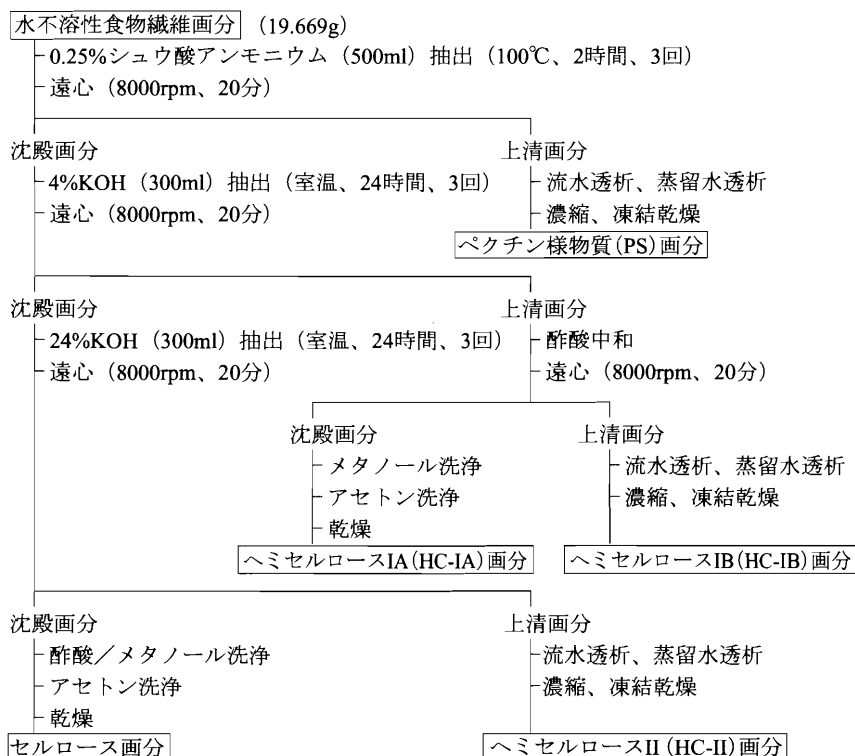 水不溶性食物繊維画分 (19.669g)
0.25%シュウ酸アンモニウム(500ml)抽出(100℃、2時間、3回)
遠心(8000rpm、20分)
沈殿画分
上清画分
4%KOH(300ml)抽出(室温、24時間、3回)
流水透析、蒸留水透析
遠心(8000rpm、20分)
濃縮、凍結乾燥
ペクチン様物質(PS)画分
沈殿画分
上清画分
24%KOH(300ml)抽出(室温、24時間、3回)
酢酸中和
遠心(8000rpm、20分)
遠心(8000rpm、20分)
沈殿画分
上清画分
メタノール洗浄
流水透析、蒸留水透析
アセトン洗浄
濃縮、凍結乾燥
乾燥
ヘミセルロースIA(HC-IA)画分
ヘミセルロースIB(HC-IB)画分
沈殿画分
上清画分
酢酸/メタノール洗浄
流水透析、蒸留水透析
アセトン洗浄
濃縮、凍結乾燥
乾燥
セルロース画分
ヘミセルロースII(HC-II)画分